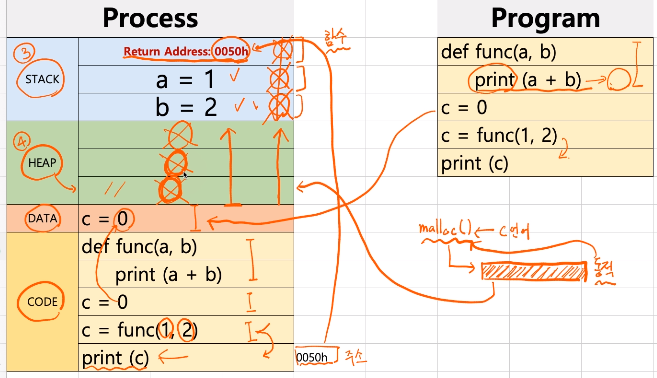 Process
Program
③
STACK
Return Address: 0050h
함수
a = 1
b = 2
④
HEAP
DATA
c = 0
CODE
def func(a, b)
print (a + b)
c = 0
c = func(1, 2)
print (c)
0050h 주소
def func(a, b)
print (a + b)
c = 0
c = func(1, 2)
print (c)
malloc() ← C언어
동적